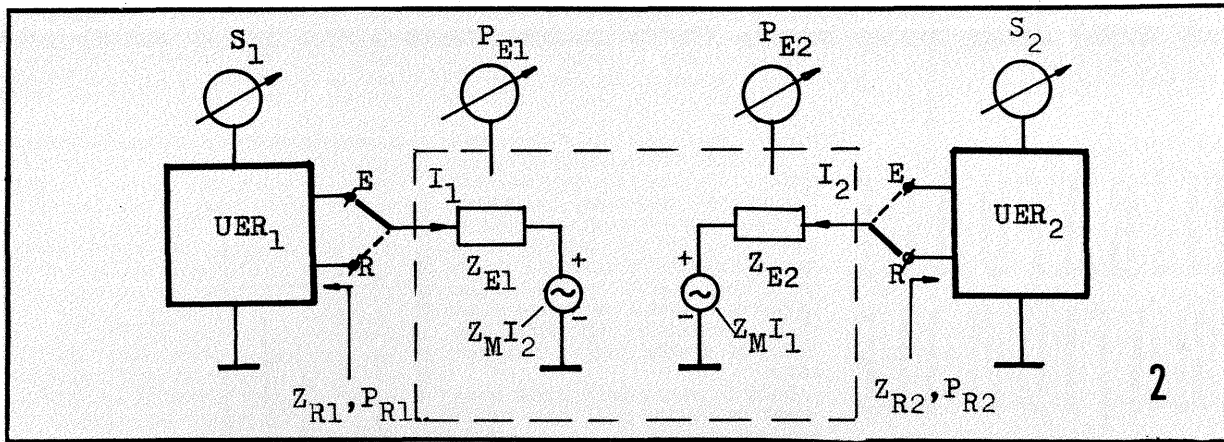 S1 PE1 PE2 S2
E I1 I2 E
UER1 UER2
R ZE1 + + ZE2 R
~ ~
ZMI2 - - ZMI1
ZR1, PR1 ZR2, PR2
2